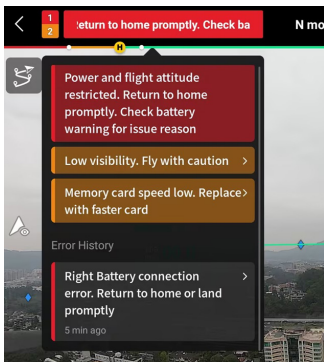 1
2
:eturn to home promptly. Check ba
N mo
H
Power and flight attitude
restricted. Return to home
promptly. Check battery
warning for issue reason
Low visibility. Fly with caution >
Memory card speed low. Replace>
with faster card
Error History
Right Battery connection >
error. Return to home or land
promptly
5 min ago